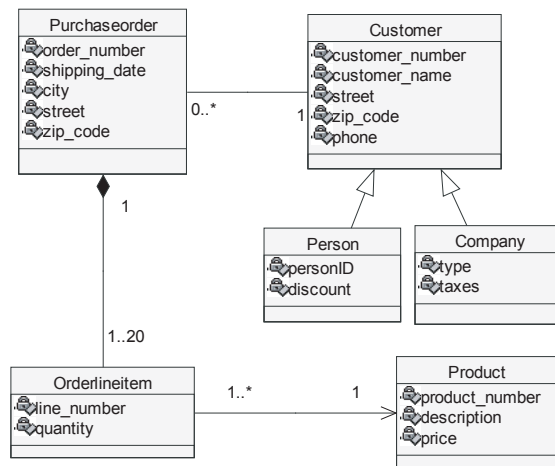 Purchaseorder
order_number
shipping_date
city
street
zip_code
Customer
customer_number
customer_name
street
zip_code
phone
0..*
1
1
Person
personID
discount
Company
type
taxes
1..20
Orderlineitem
line_number
quantity
1..*
1
Product
product_number
description
price